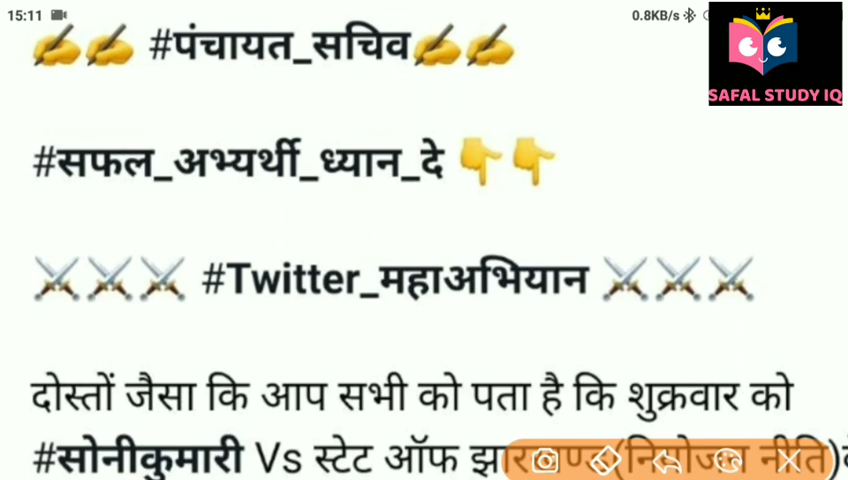 15:11
0.8KB/s
SAFAL STUDY IQ
#पंचायत_सचिव
#सफल_अभ्यर्थी_ध्यान_दे
#Twitter_महाअभियान
दोस्तों जैसा कि आप सभी को पता है कि शुक्रवार को
#सोनीकुमारी Vs स्टेट ऑफ झारखण्ड(नियोजन नीति)